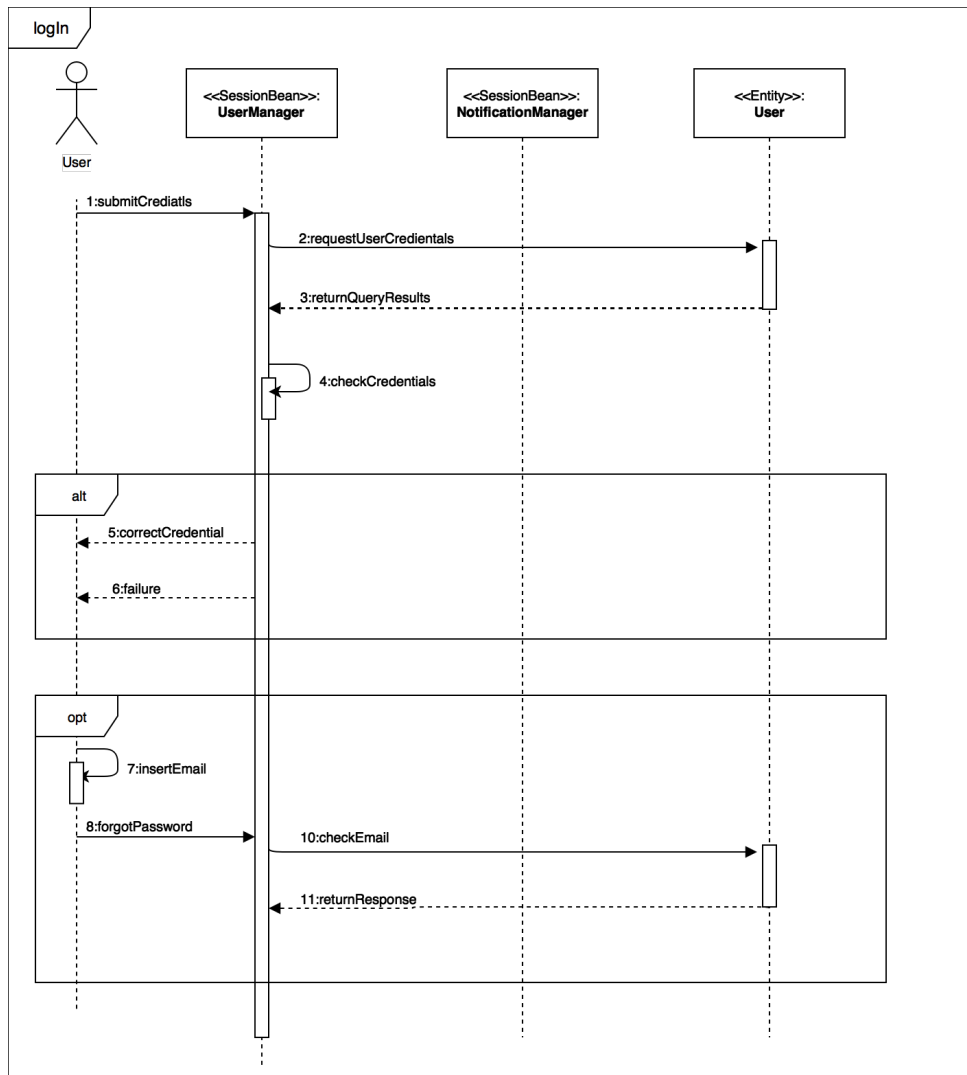 logIn
<<SessionBean>>:
UserManager
<<SessionBean>>:
NotificationManager
<<Entity>>:
User
User
1:submitCrediatls
2:requestUserCredientals
3:returnQueryResults
4:checkCredentials
alt
5:correctCredential
6:failure
opt
7:insertEmail
8:forgotPassword
10:checkEmail
11:returnResponse